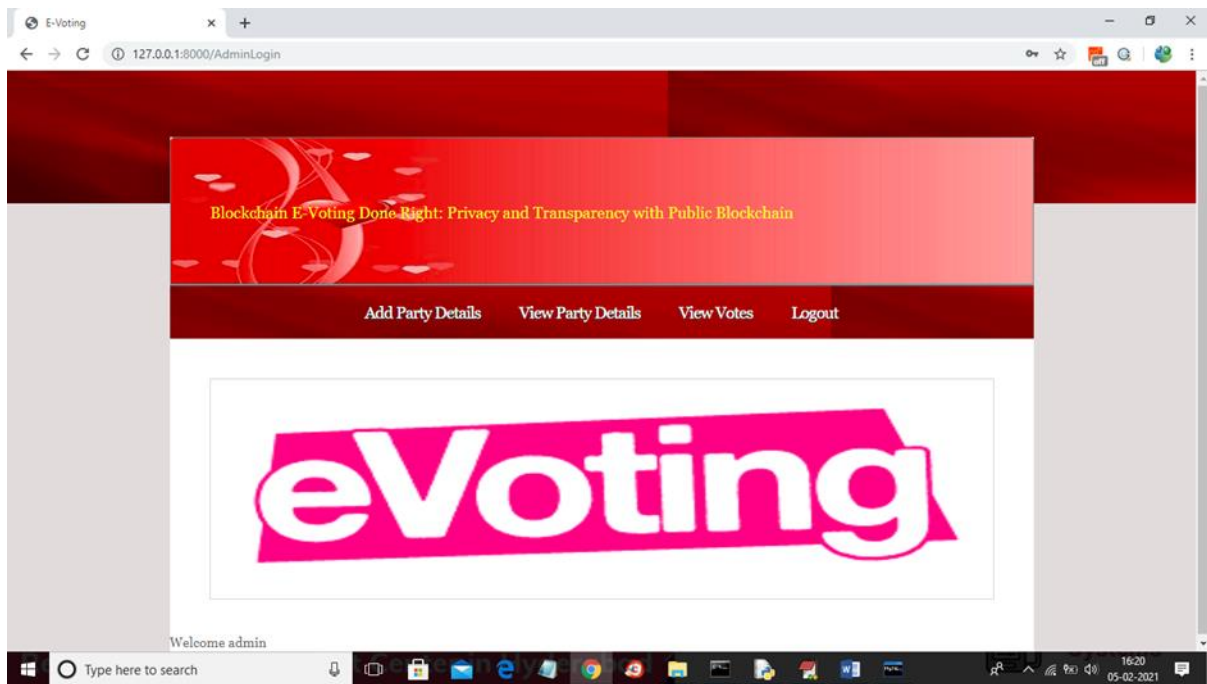 E-Voting
127.0.0.1:8000/AdminLogin
off
Blockchain E-Voting Done Right: Privacy and Transparency with Public Blockchain
Add Party Details View Party Details View Votes Logout
eVoting
Welcome admin
Type here to search
16:20
05-02-2021